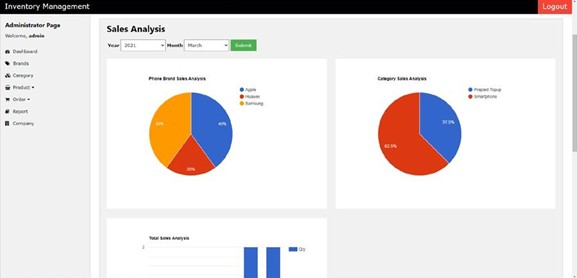 Inventory Management
Logout
Administrator Page
Welcome, admin
Dashboard
Brands
Category
Product
Order
Report
Company
Sales Analysis
Year 2021 Month March Submit
Phone Brand Sales Analysis
Apple
Huawei
Samsung
40%
40%
20%
Category Sales Analysis
Prepaid Topup
Smartphone
37.5%
62.5%
Total Sales Analysis
Qty
2